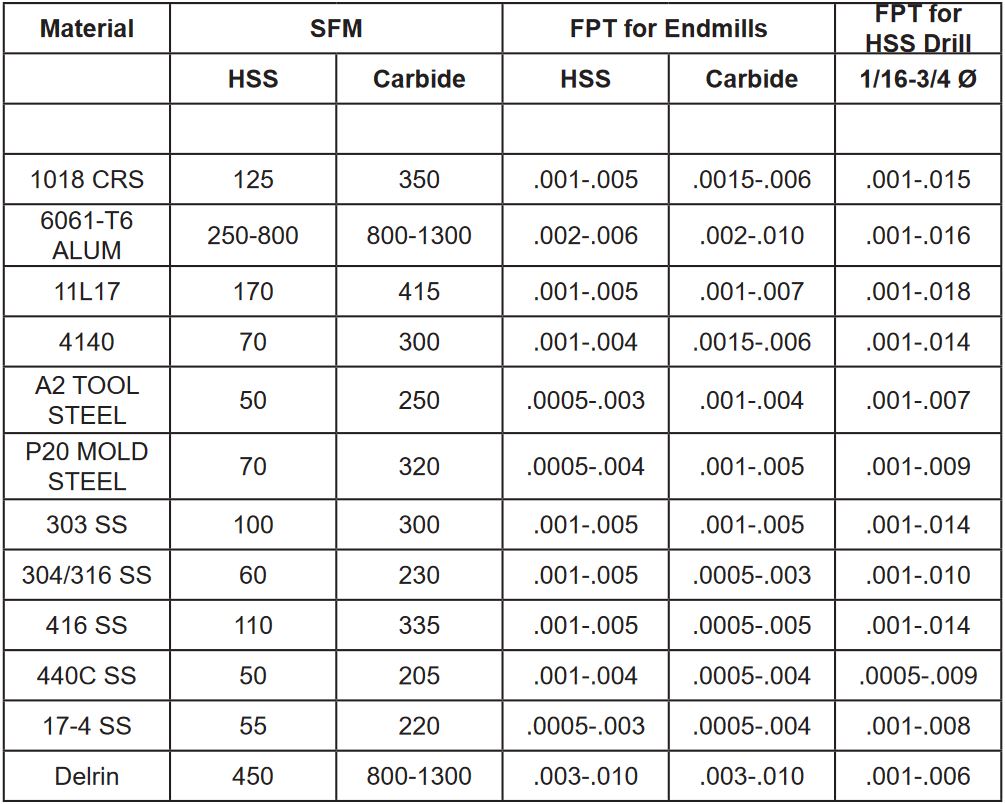 Material SFM FPT for Endmills FPT for
HSS Drill
HSS Carbide HSS Carbide 1/16-3/4 Ø
1018 CRS 125 350 .001-.005 .0015-.006 .001-.015
6061-T6
ALUM 250-800 800-1300 .002-.006 .002-.010 .001-.016
11L17 170 415 .001-.005 .001-.007 .001-.018
4140 70 300 .001-.004 .0015-.006 .001-.014
A2 TOOL
STEEL 50 250 .0005-.003 .001-.004 .001-.007
P20 MOLD
STEEL 70 320 .0005-.004 .001-.005 .001-.009
303 SS 100 300 .001-.005 .001-.005 .001-.014
304/316 SS 60 230 .001-.005 .0005-.003 .001-.010
416 SS 110 335 .001-.005 .0005-.005 .001-.014
440C SS 50 205 .001-.004 .0005-.004 .0005-.009
17-4 SS 55 220 .0005-.003 .0005-.004 .001-.008
Delrin 450 800-1300 .003-.010 .003-.010 .001-.006